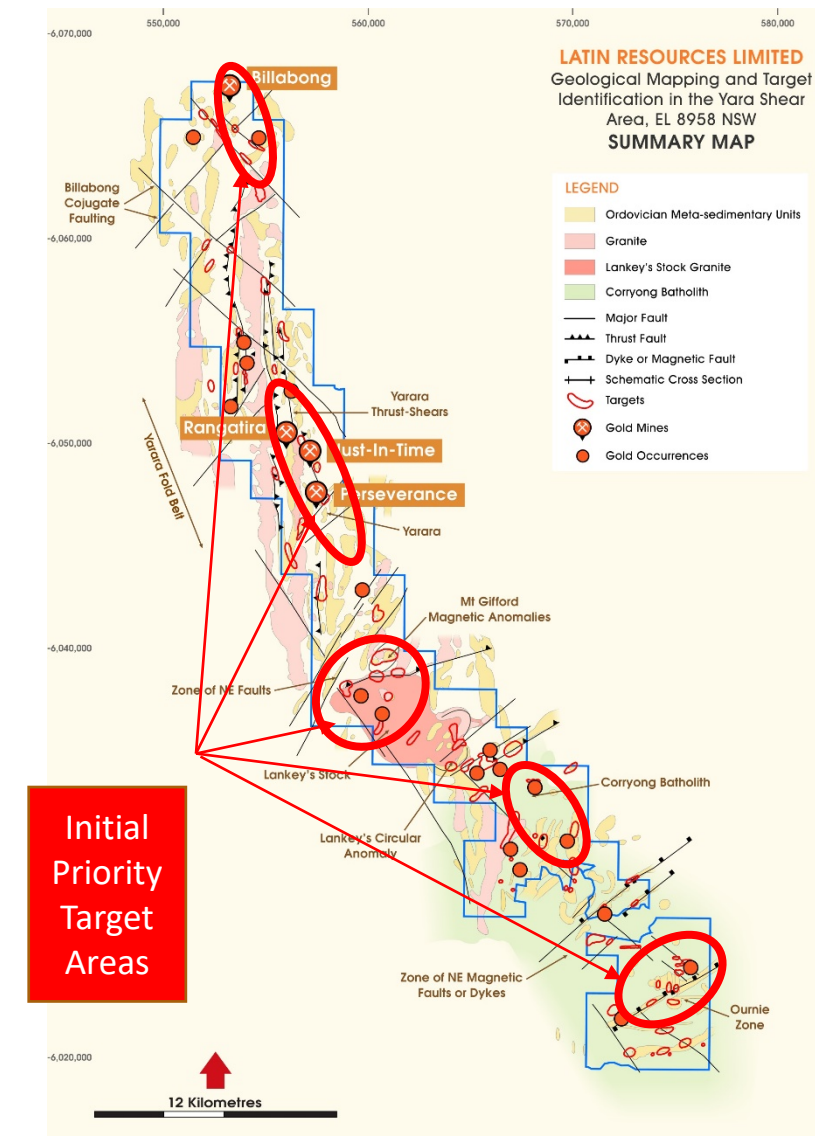 550,000
560,000
570,000
580,000
-6,070,000
LATIN RESOURCES LIMITED
Geological Mapping and Target
Identification in the Yara Shear
Area, EL 8958 NSW
SUMMARY MAP
Billabong
LEGEND
Ordovician Meta-sedimentary Units
Granite
Lankey's Stock Granite
Corryong Batholith
Major Fault
Thrust Fault
Dyke or Magnetic Fault
Schematic Cross Section
Targets
Gold Mines
Gold Occurrences
Billabong
Cojugate
Faulting
-6,060,000
Yarara
Thrust-Shears
Rangatira
-6,050,000
Just-In-Time
Yarara Fold Belt
Perseverance
Yarara
Mt Gifford
Magnetic Anomalies
-6,040,000
Zone of NE Faults
Lankey's Stock
Corryong Batholith
Initial
Priority
Target
Areas
Lankey's Circular
Anomaly
Zone of NE Magnetic
Faults or Dykes
Ournie
Zone
-6,020,000
12 Kilometres